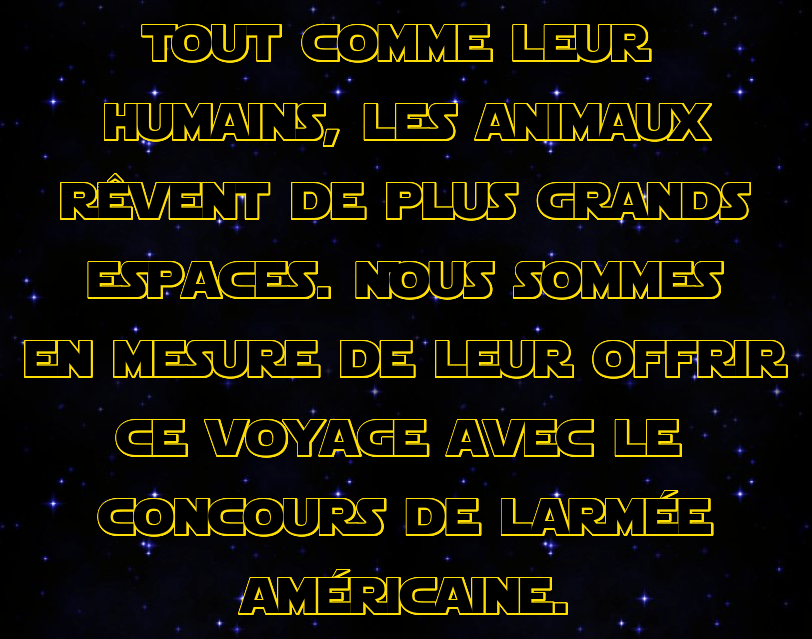 TOUT COMME LEUR
HUMAINS, LES ANIMAUX
RÊVENT DE PLUS GRANDS
ESPACES. NOUS SOMMES
EN MESURE DE LEUR OFFRIR
CE VOYAGE AVEC LE
CONCOURS DE LARMÉE
AMÉRICAINE.